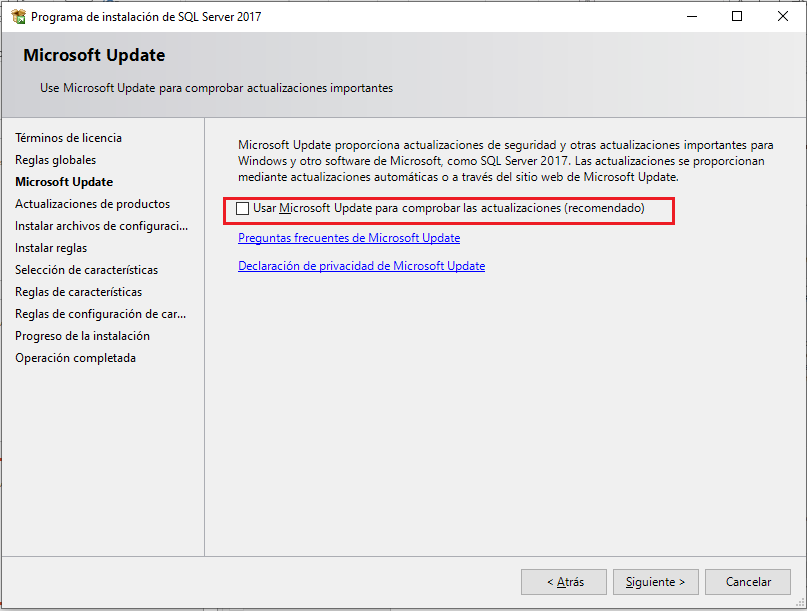 Programa de instalación de SQL Server 2017
Microsoft Update
Use Microsoft Update para comprobar actualizaciones importantes
Términos de licencia
Reglas globales
Microsoft Update
Actualizaciones de productos
Instalar archivos de configuraci...
Instalar reglas
Selección de características
Reglas de características
Reglas de configuración de car...
Progreso de la instalación
Operación completada
Microsoft Update proporciona actualizaciones de seguridad y otras actualizaciones importantes para
Windows y otro software de Microsoft, como SQL Server 2017. Las actualizaciones se proporcionan
mediante actualizaciones automáticas o a través del sitio web de Microsoft Update.
Usar Microsoft Update para comprobar las actualizaciones (recomendado)
Preguntas frecuentes de Microsoft Update
Declaración de privacidad de Microsoft Update
< Atrás
Siguiente >
Cancelar